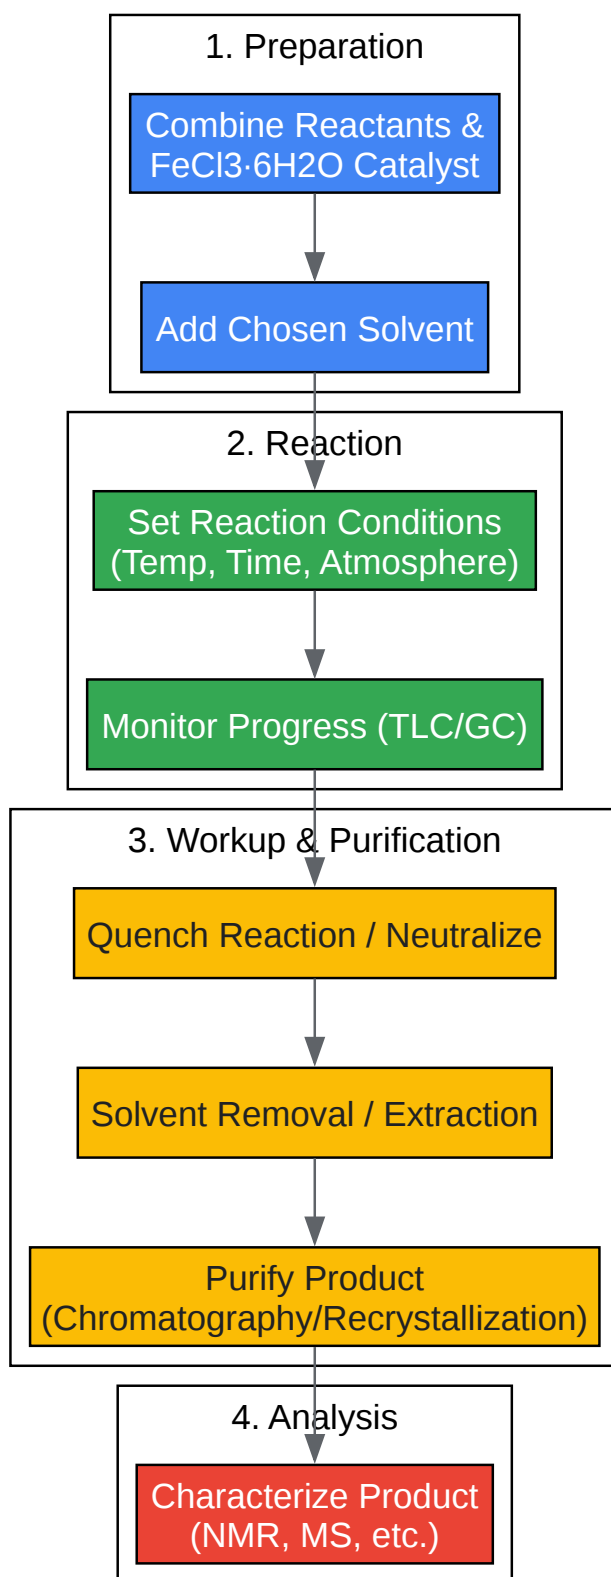 1. Preparation
Combine Reactants &
FeCl3·6H2O Catalyst
Add Chosen Solvent
2. Reaction
Set Reaction Conditions
(Temp, Time, Atmosphere)
Monitor Progress (TLC/GC)
3. Workup & Purification
Quench Reaction / Neutralize
Solvent Removal / Extraction
Purify Product
(Chromatography/Recrystallization)
4. Analysis
Characterize Product
(NMR, MS, etc.)